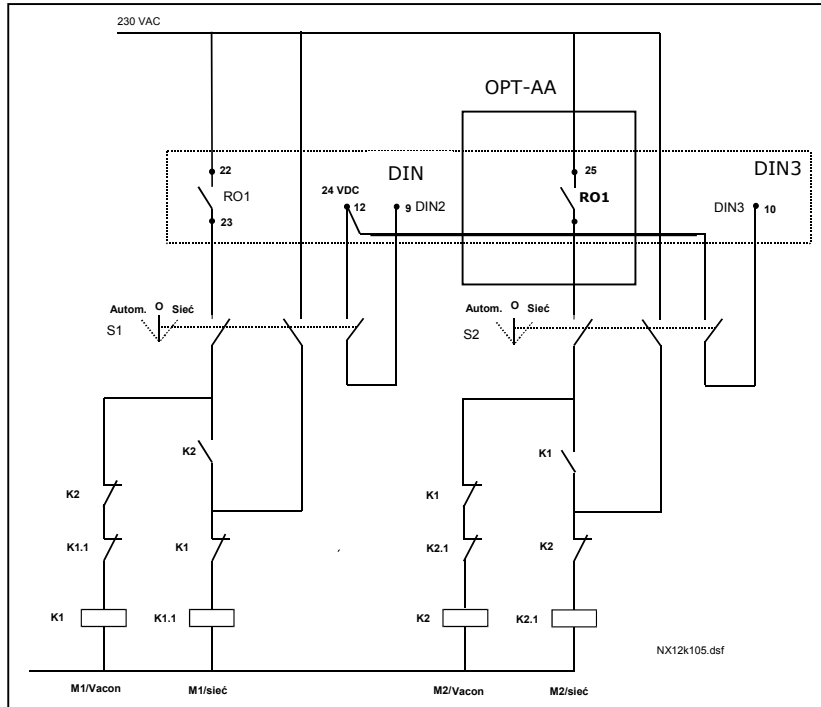 230 VAC
OPT-AA
22
RO1
23
24 VDC
12
DIN
9 DIN2
25
RO1
DIN3
DIN3
10
Autom. O Sieć
S1
Autom. O Sieć
S2
K2
K1
K2
K1
K1.1
K1
K2.1
K2
K1
K1.1
K2
K2.1
NX12k105.dsf
M1/Vacon
M1/sieć
M2/Vacon
M2/sieć